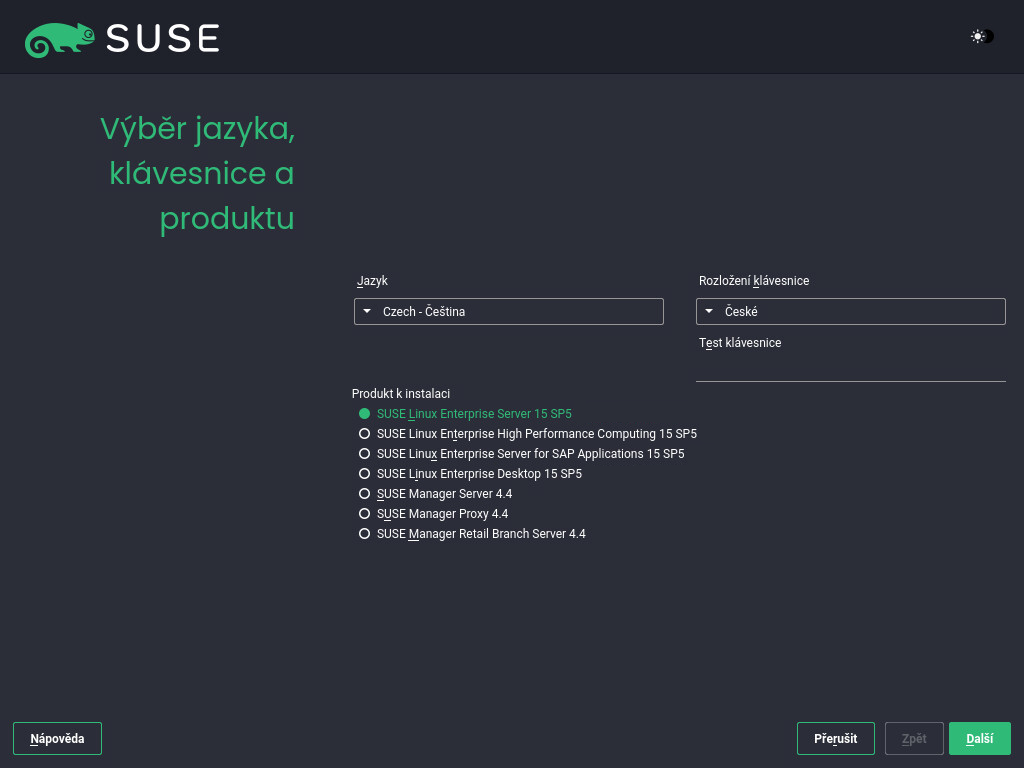 SUSE
Výběr jazyka,
klávesnice a
produktu
Jazyk
Rozložení klávesnice
Czech - Čeština
České
Test klávesnice
Produkt k instalaci
SUSE Linux Enterprise Server 15 SP5
SUSE Linux Enterprise High Performance Computing 15 SP5
SUSE Linux Enterprise Server for SAP Applications 15 SP5
SUSE Linux Enterprise Desktop 15 SP5
SUSE Manager Server 4.4
SUSE Manager Proxy 4.4
SUSE Manager Retail Branch Server 4.4
Nápověda
Přerušit
Zpět
Další